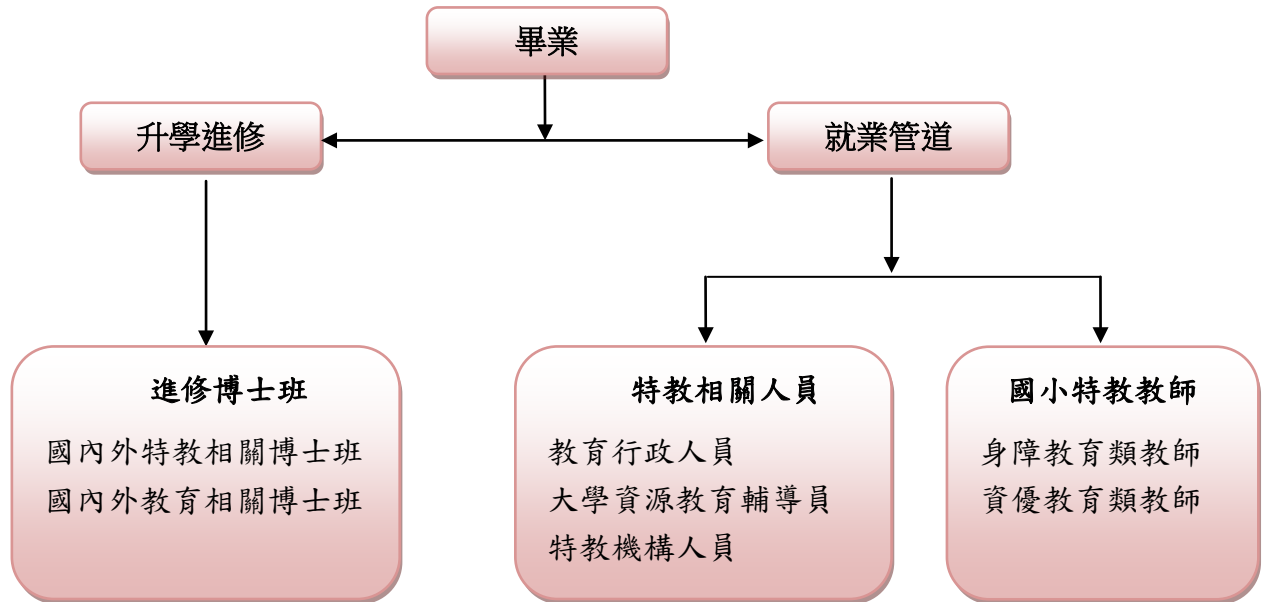 畢業
升學進修
就業管道
進修博士班
國內外特教相關博士班
國內外教育相關博士班
特教相關人員
教育行政人員
大學資源教育輔導員
特教機構人員
國小特教教師
身障教育類教師
資優教育類教師